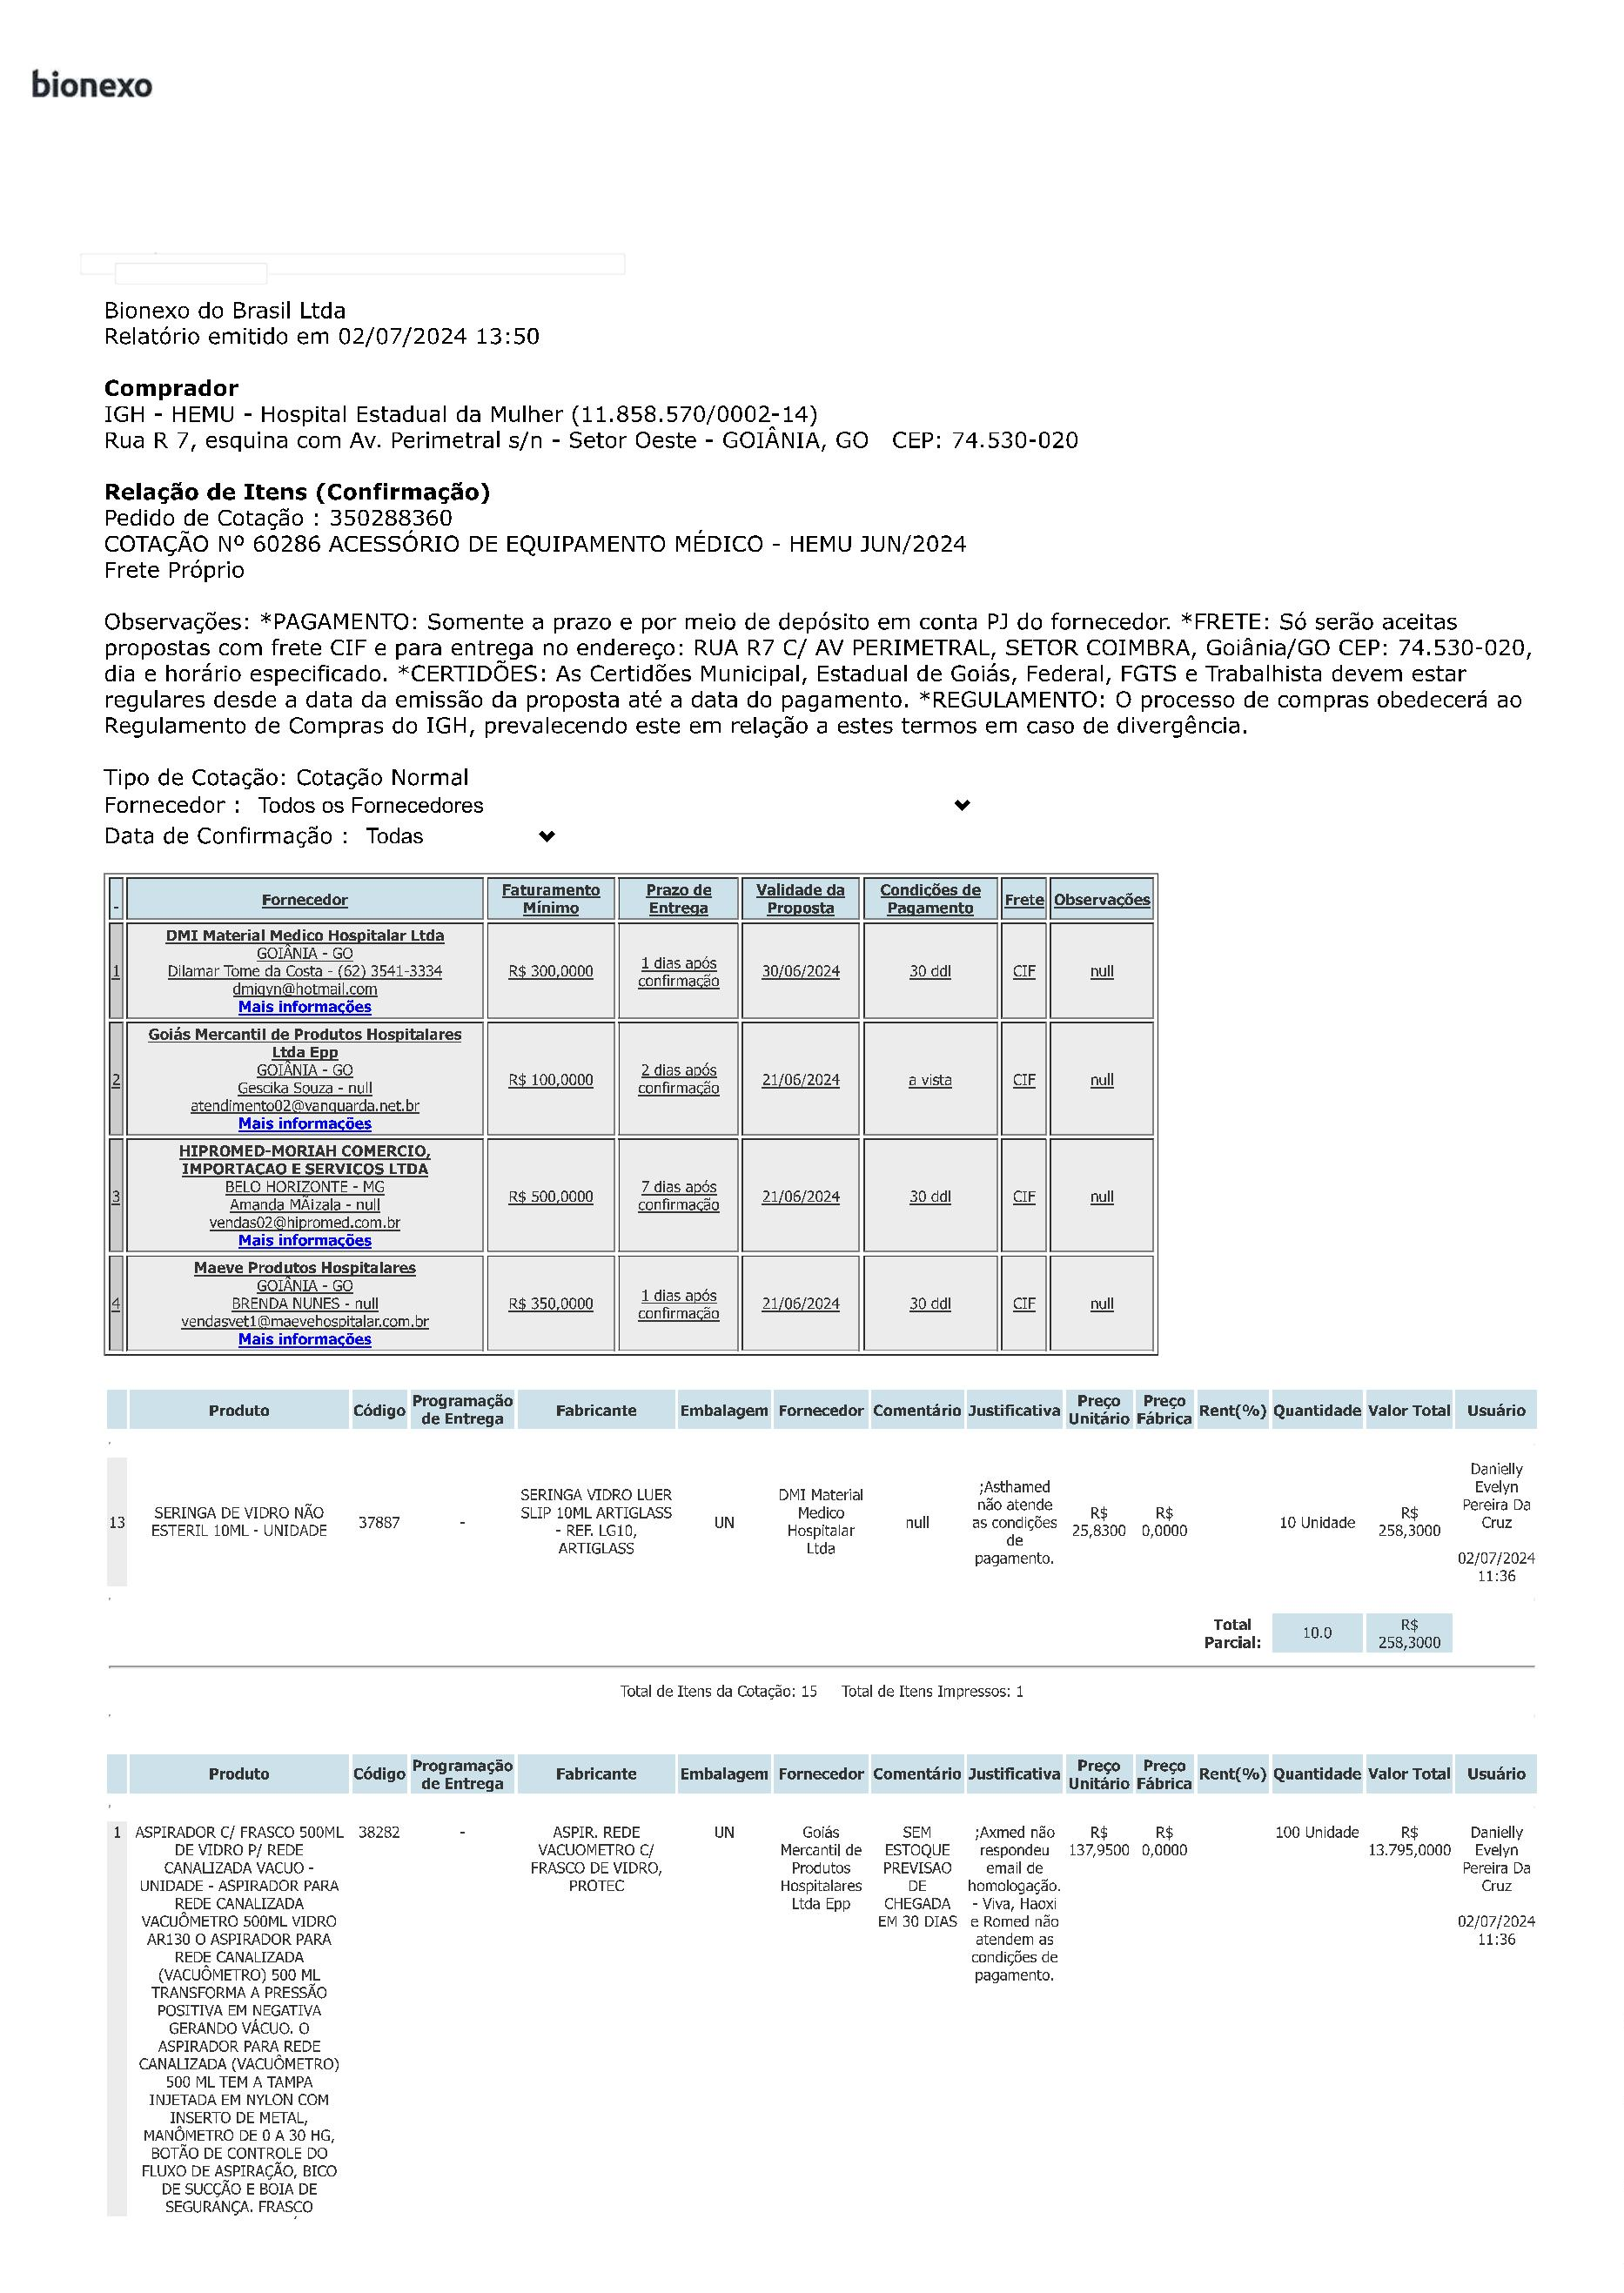 bionexo
Bionexo do Brasil Ltda
Relatório emitido em 02/07/2024 13:50
Comprador
IGH - HEMU - Hospital Estadual da Mulher (11.858.570/0002-14)
Rua R 7, esquina com Av. Perimetral s/n - Setor Oeste - GOIÂNIA, GO CEP: 74.530-020
Relação de Itens (Confirmação)
Pedido de Cotação : 350288360
COTAÇÃO Nº 60286 ACESSÓRIO DE EQUIPAMENTO MÉDICO - HEMU JUN/2024
Frete Próprio
Observações: *PAGAMENTO: Somente a prazo e por meio de depósito em conta PJ do fornecedor. *FRETE: Só serão aceitas
propostas com frete CIF e para entrega no endereço: RUA R7 C/ AV PERIMETRAL, SETOR COIMBRA, Goiânia/GO CEP: 74.530-020,
dia e horário especificado. *CERTIDÕES: As Certidões Municipal, Estadual de Goiás, Federal, FGTS e Trabalhista devem estar
regulares desde a data da emissão da proposta até a data do pagamento. *REGULAMENTO: O processo de compras obedecerá ao
Regulamento de Compras do IGH, prevalecendo este em relação a estes termos em caso de divergência.
Tipo de Cotação: Cotação Normal
Fornecedor : Todos os Fornecedores
Data de Confirmação : Todas
- Fornecedor Faturamento Mínimo Prazo de Entrega Validade da Proposta Condições de Pagamento Frete Observações
1
DMI Material Medico Hospitalar Ltda
GOIÂNIA - GO
Dilamar Tome da Costa - (62) 3541-3334
dmigyn@hotmail.com
Mais informações
R$ 300,0000
1 dias após
confirmação
30/06/2024
30 ddl
CIF
null
2
Goiás Mercantil de Produtos Hospitalares
Ltda Epp
GOIÂNIA - GO
Gescika Souza - null
atendimento02@vanguarda.net.br
Mais informações
R$ 100,0000
2 dias após
confirmação
21/06/2024
a vista
CIF
null
3
HIPROMED-MORIAH COMERCIO,
IMPORTACAO E SERVICOS LTDA
BELO HORIZONTE - MG
Amanda MÃizala - null
vendas02@hipromed.com.br
Mais informações
R$ 500,0000
7 dias após
confirmação
21/06/2024
30 ddl
CIF
null
4
Maeve Produtos Hospitalares
GOIÂNIA - GO
BRENDA NUNES - null
vendasvet1@maevehospitalar.com.br
Mais informações
R$ 350,0000
1 dias após
confirmação
21/06/2024
30 ddl
CIF
null
Produto Código Programação de Entrega Fabricante Embalagem Fornecedor Comentário Justificativa Preço Unitário Preço Fábrica Rent(%) Quantidade Valor Total Usuário
13
SERINGA DE VIDRO NÃO
ESTERIL 10ML - UNIDADE
37887
-
SERINGA VIDRO LUER
SLIP 10ML ARTIGLASS
- REF. LG10,
ARTIGLASS
UN
DMI Material
Medico
Hospitalar
Ltda
null
;Asthamed
não atende
as condições
de
pagamento.
R$
25,8300
R$
0,0000
10 Unidade
R$
258,3000
Danielly
Evelyn
Pereira Da
Cruz
02/07/2024
11:36
Total
Parcial:
10.0
R$
258,3000
Total de Itens da Cotação: 15 Total de Itens Impressos: 1
Produto Código Programação de Entrega Fabricante Embalagem Fornecedor Comentário Justificativa Preço Unitário Preço Fábrica Rent(%) Quantidade Valor Total Usuário
1
ASPIRADOR C/ FRASCO 500ML
DE VIDRO P/ REDE
CANALIZADA VACUO -
UNIDADE - ASPIRADOR PARA
REDE CANALIZADA
VACUÔMETRO 500ML VIDRO
AR130 O ASPIRADOR PARA
REDE CANALIZADA
(VACUÔMETRO) 500 ML
TRANSFORMA A PRESSÃO
POSITIVA EM NEGATIVA
GERANDO VÁCUO. O
ASPIRADOR PARA REDE
CANALIZADA (VACUÔMETRO)
500 ML TEM A TAMPA
INJETADA EM NYLON COM
INSERTO DE METAL,
MANÔMETRO DE 0 A 30 HG,
BOTÃO DE CONTROLE DO
FLUXO DE ASPIRAÇÃO, BICO
DE SUCÇÃO E BOIA DE
SEGURANÇA. FRASCO
38282
-
ASPIR. REDE
VACUOMETRO C/
FRASCO DE VIDRO,
PROTEC
UN
Goiás
Mercantil de
Produtos
Hospitalares
Ltda Epp
SEM
ESTOQUE
PREVISAO
DE
CHEGADA
EM 30 DIAS
;Axmed não
respondeu
email de
homologação.
- Viva, Haoxi
e Romed não
atendem as
condições de
pagamento.
R$
137,9500
R$
0,0000
100 Unidade
R$
13.795,0000
Danielly
Evelyn
Pereira Da
Cruz
02/07/2024
11:36